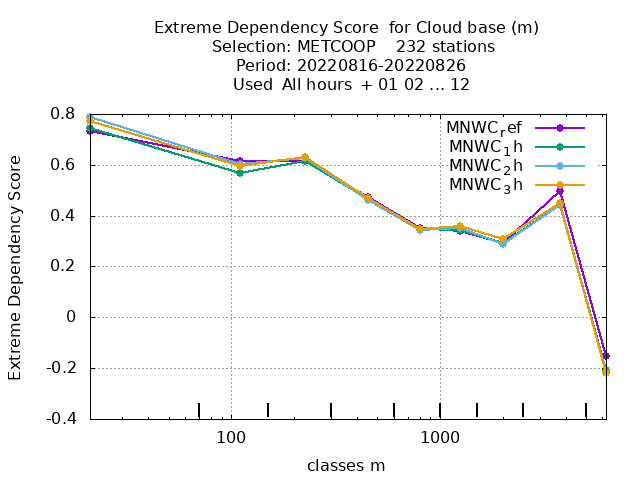 Extreme Dependency Score  for Cloud base (m)
Selection: METCOOP    232 stations
Period: 20220816-20220826
Used  All hours  + 01 02 ... 12
Extreme Dependency Score
0.8
0.6
0.4
0.2
0
-0.2
-0.4
MNWC_ref
MNWC_1h
MNWC_2h
MNWC_3h
100
1000
classes m